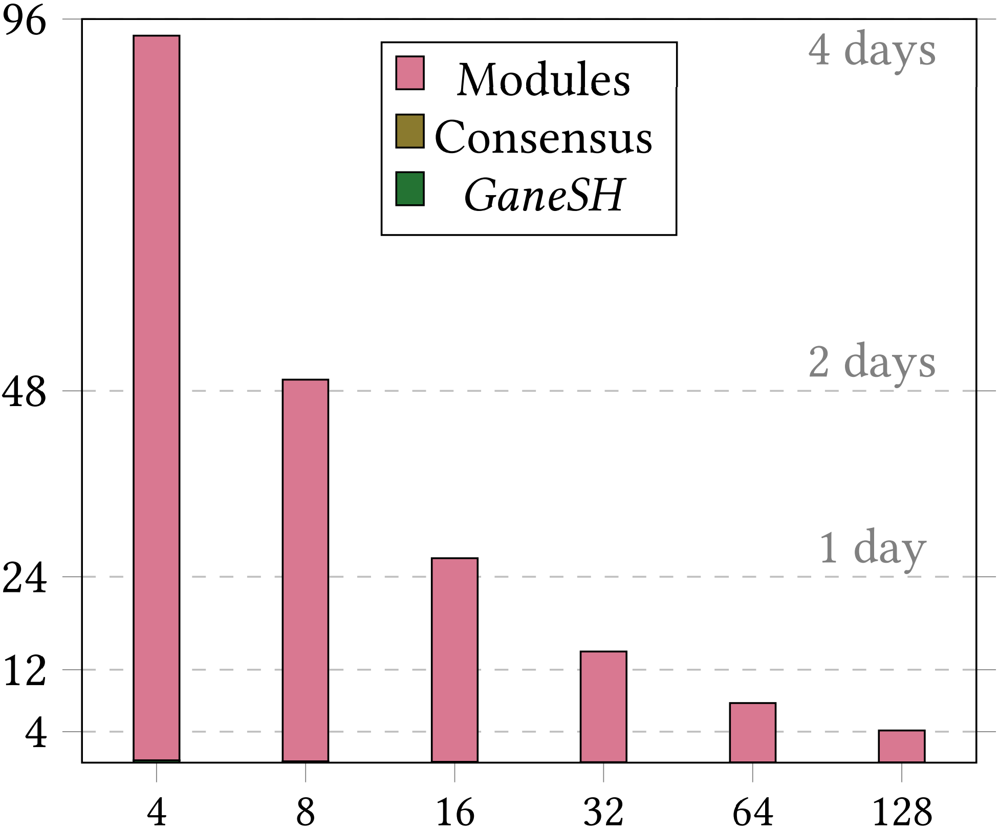 96
4 days
Modules
Consensus
GaneSH
2 days
48
1 day
24
12
4
4 8 16 32 64 128